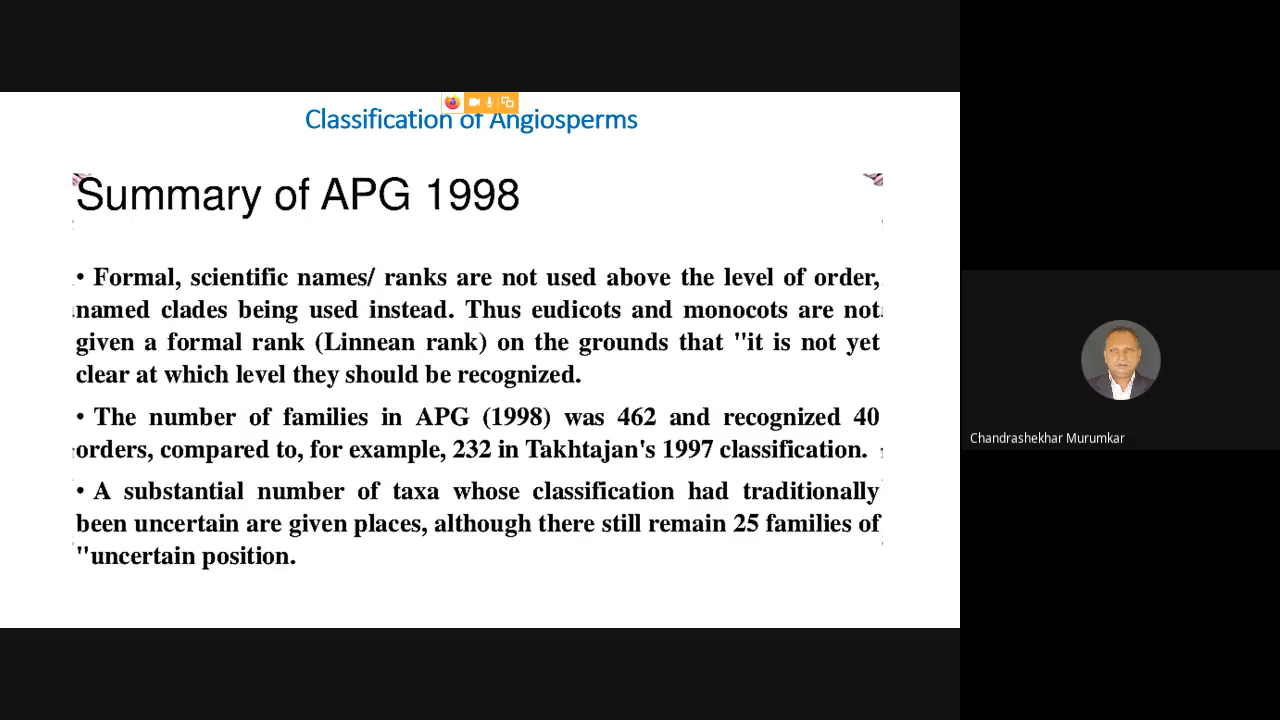 Classification of Angiosperms
Summary of APG 1998
• Formal, scientific names/ ranks are not used above the level of order,
named clades being used instead. Thus eudicots and monocots are not
given a formal rank (Linnean rank) on the grounds that "it is not yet
clear at which level they should be recognized.
• The number of families in APG (1998) was 462 and recognized 40
orders, compared to, for example, 232 in Takhtajan's 1997 classification.
• A substantial number of taxa whose classification had traditionally
been uncertain are given places, although there still remain 25 families of
"uncertain position.
Chandrashekhar Murumkar